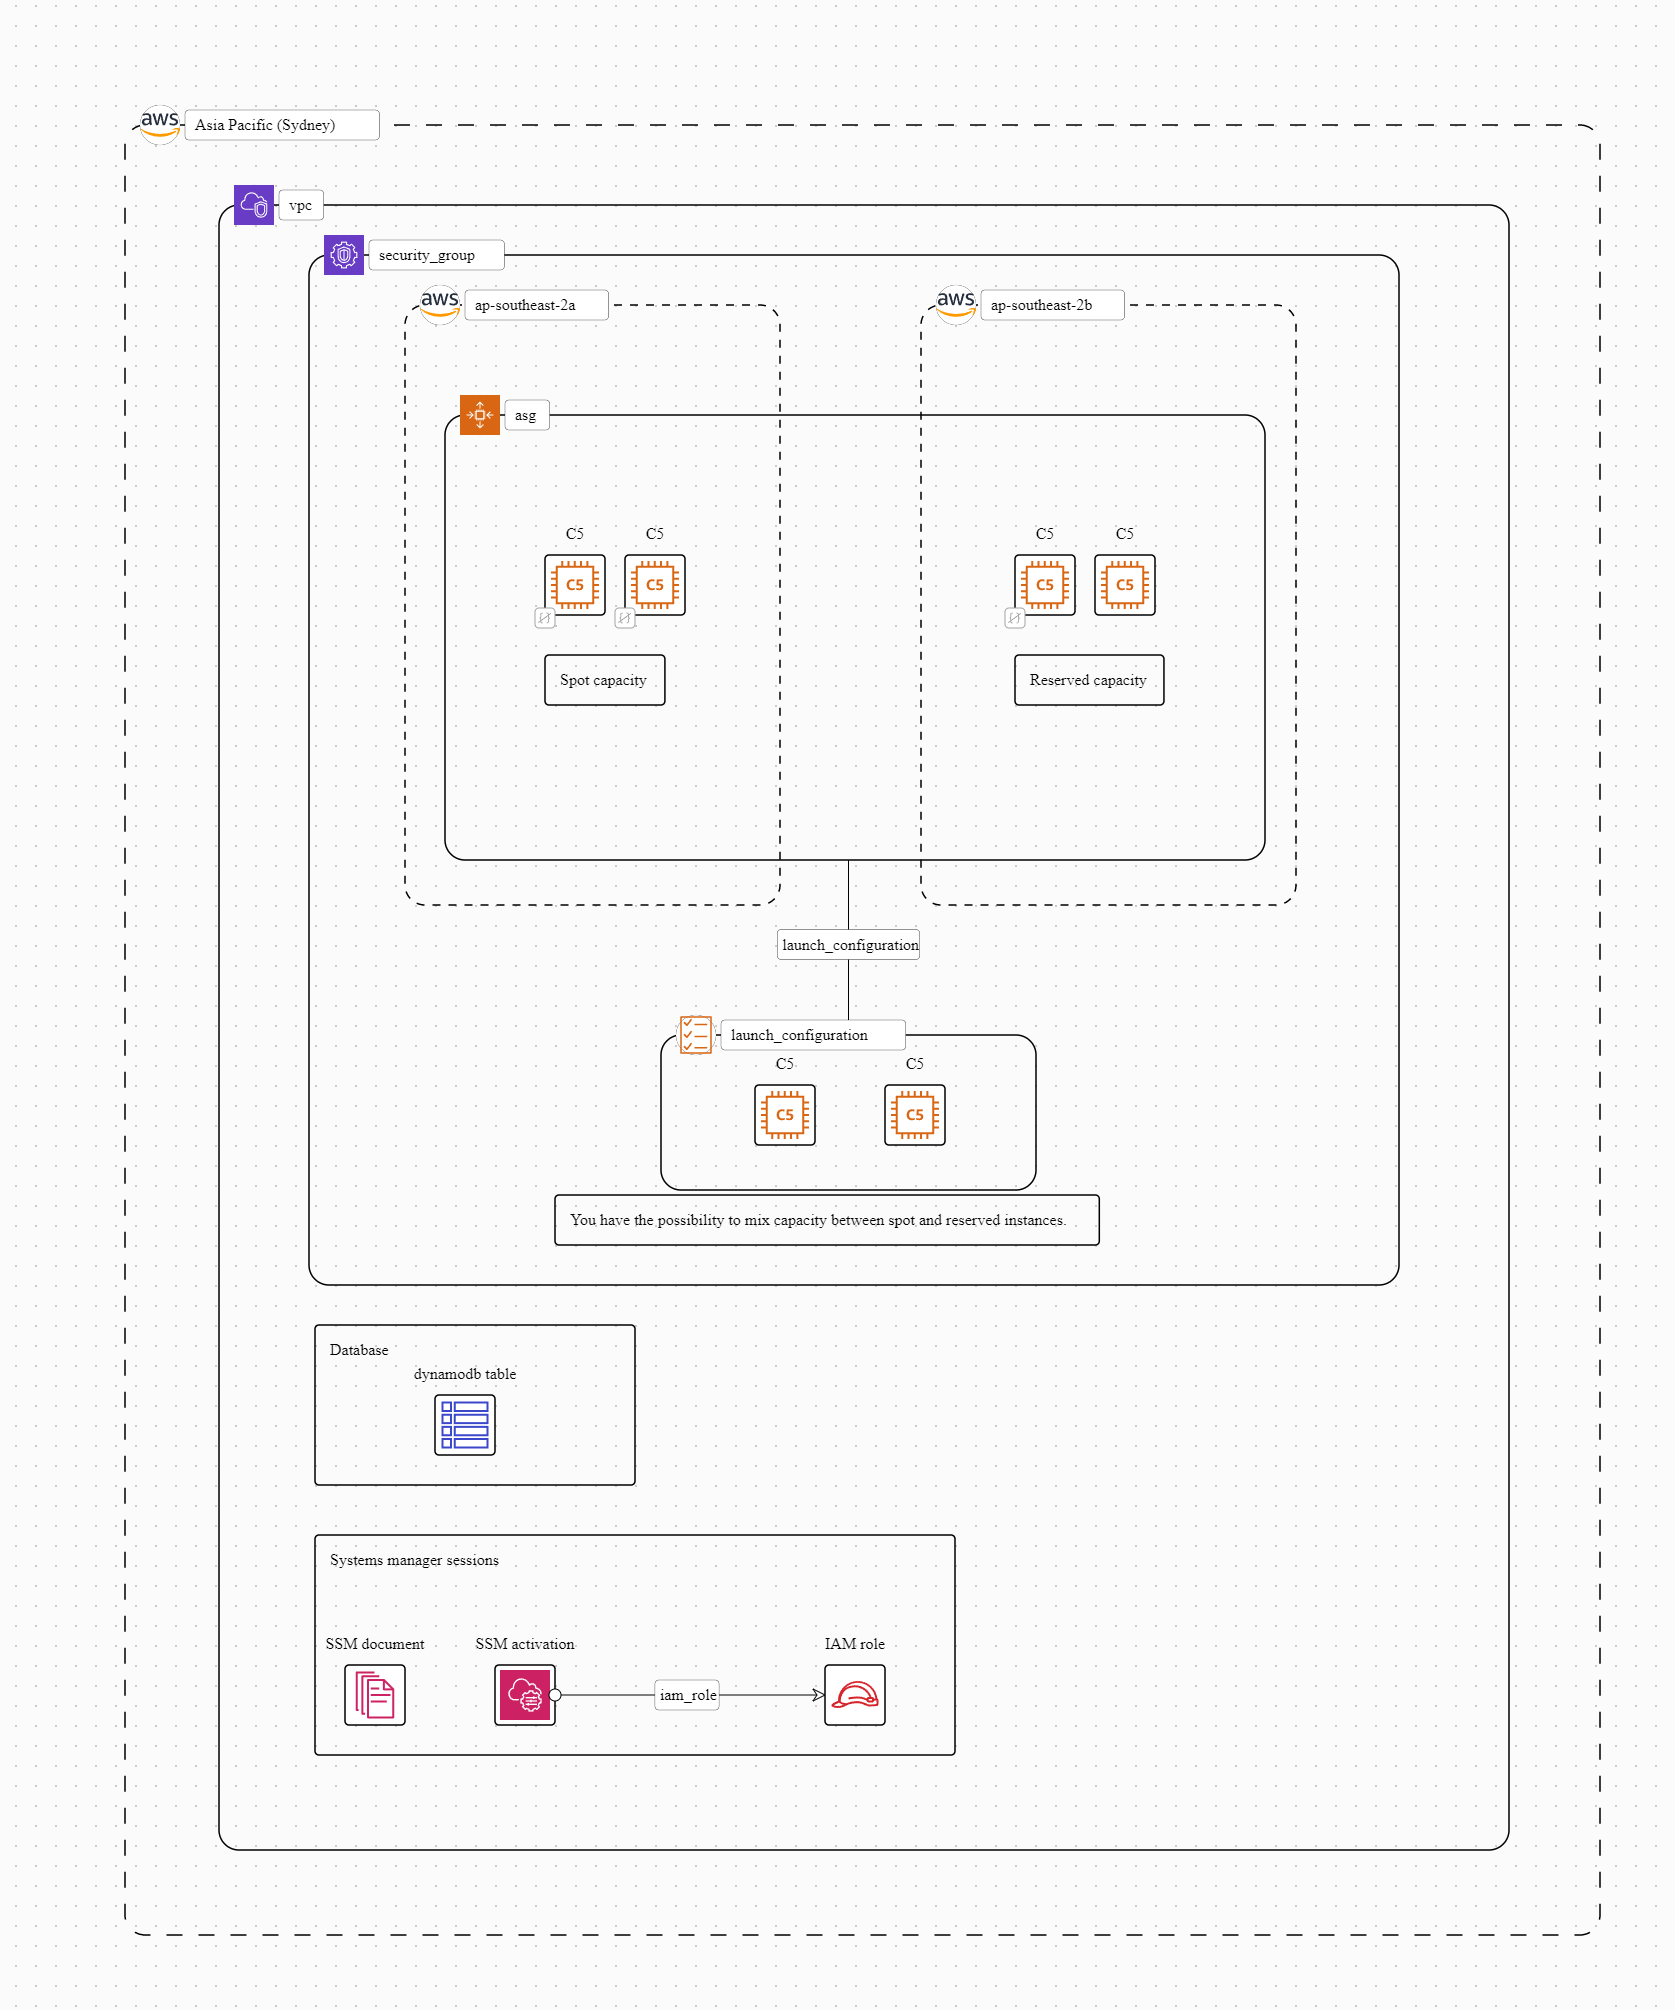 aws
Asia Pacific (Sydney)
vpc
security_group
aws
ap-southeast-2a
aws
ap-southeast-2b
asg
C5
C5
C5
C5
C5
C5
C5
C5
Spot capacity
Reserved capacity
launch_configuration
launch_configuration
C5
C5
C5
C5
You have the possibility to mix capacity between spot and reserved instances.
Database
dynamodb table
Systems manager sessions
SSM document
SSM activation
IAM role
iam_role